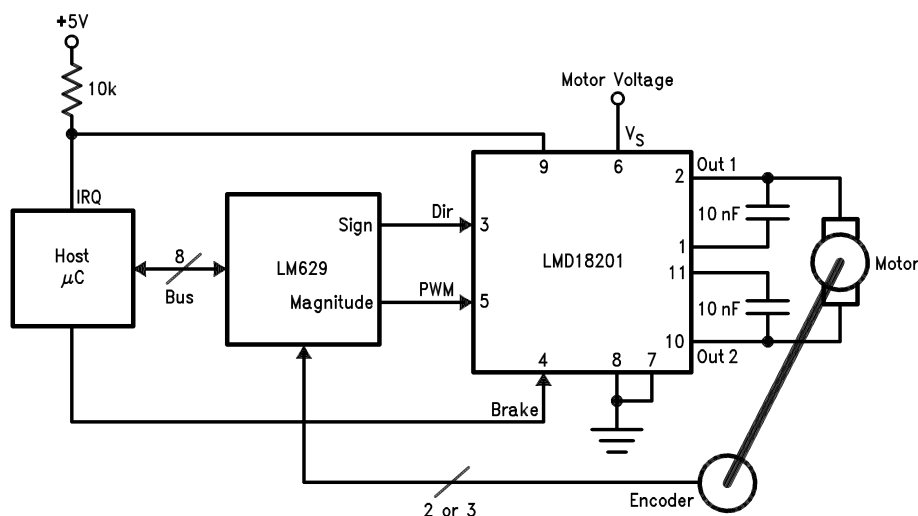 +5V
10k
Motor Voltage
V_S
9
6
2
Out 1
IRQ
10 nF
Host
μC
8
Bus
LM629
Sign
Dir
3
1
LMD18201
Motor
11
Magnitude
PWM
5
10 nF
10
Out 2
4
8
7
Brake
Encoder
2 or 3